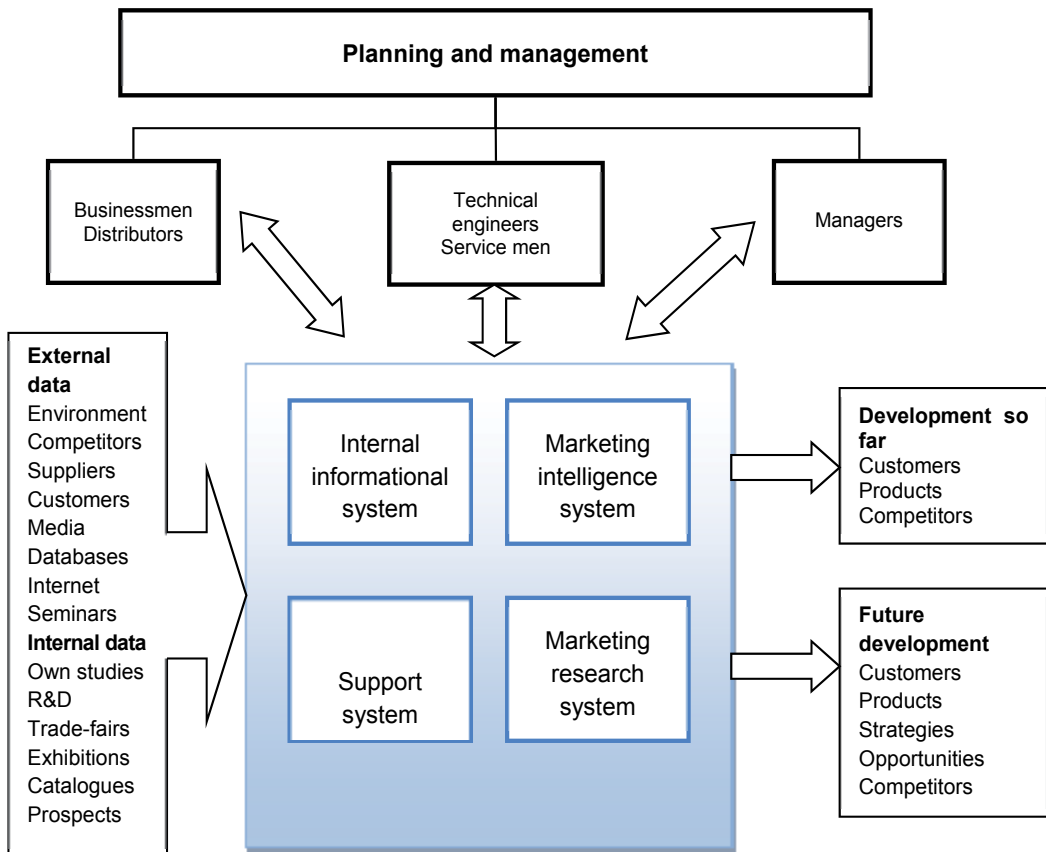 Planning and management
Businessmen
Distributors
Technical
engineers
Service men
Managers
External
data
Environment
Competitors
Suppliers
Customers
Media
Databases
Internet
Seminars
Internal data
Own studies
R&D
Trade-fairs
Exhibitions
Catalogues
Prospects
Internal
informational
system
Marketing
intelligence
system
Support
system
Marketing
research
system
Development so
far
Customers
Products
Competitors
Future
development
Customers
Products
Strategies
Opportunities
Competitors